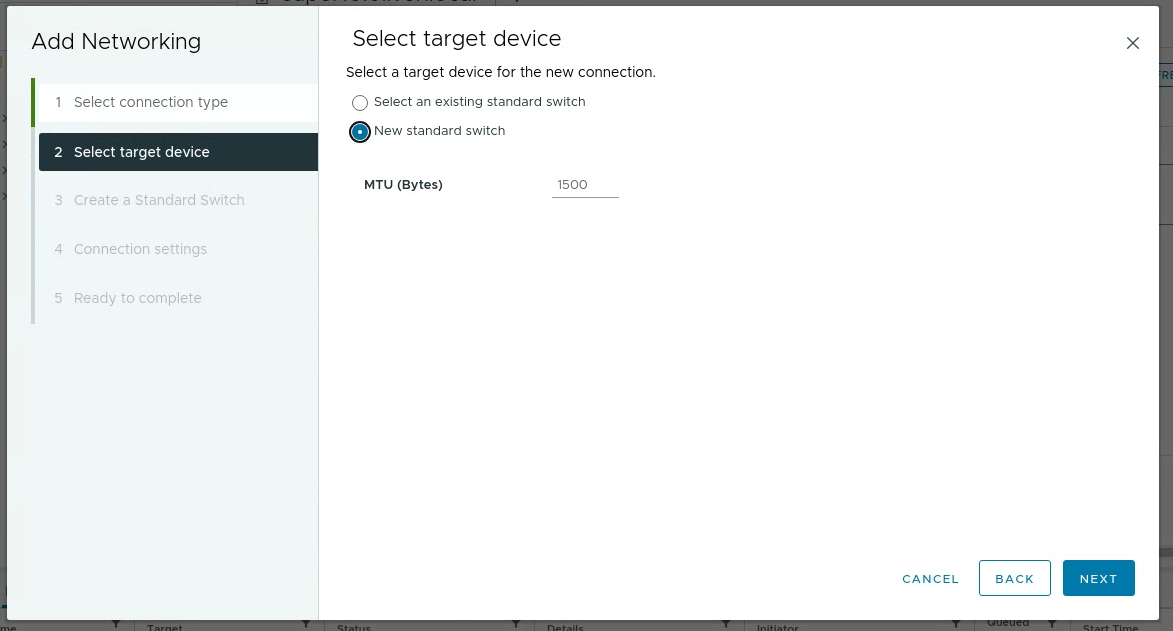 Add Networking
1 Select connection type
2 Select target device
3 Create a Standard Switch
4 Connection settings
5 Ready to complete
Select target device
Select a target device for the new connection.
Select an existing standard switch
New standard switch
MTU (Bytes) 1500
CANCEL BACK NEXT
Target Status Details Initiator Queued Start Time